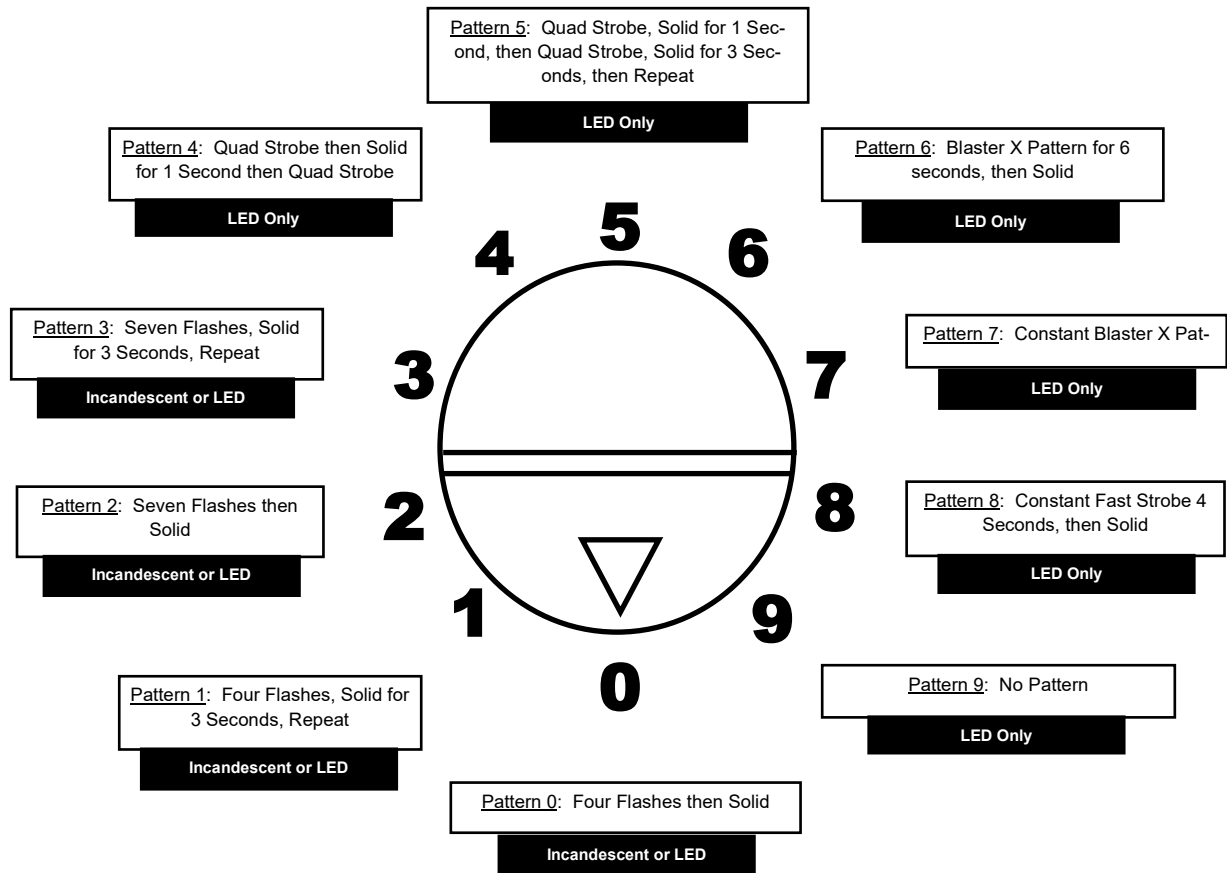 Pattern 5: Quad Strobe, Solid for 1 Sec-
ond, then Quad Strobe, Solid for 3 Sec-
onds, then Repeat
LED Only
Pattern 4: Quad Strobe then Solid
for 1 Second then Quad Strobe
LED Only
Pattern 6: Blaster X Pattern for 6
seconds, then Solid
LED Only
5
4
6
Pattern 3: Seven Flashes, Solid
for 3 Seconds, Repeat
Incandescent or LED
3
7
Pattern 7: Constant Blaster X Pat-
LED Only
Pattern 2: Seven Flashes then
Solid
Incandescent or LED
2
8
Pattern 8: Constant Fast Strobe 4
Seconds, then Solid
LED Only
1
9
0
Pattern 1: Four Flashes, Solid for
3 Seconds, Repeat
Incandescent or LED
Pattern 9: No Pattern
LED Only
Pattern 0: Four Flashes then Solid
Incandescent or LED